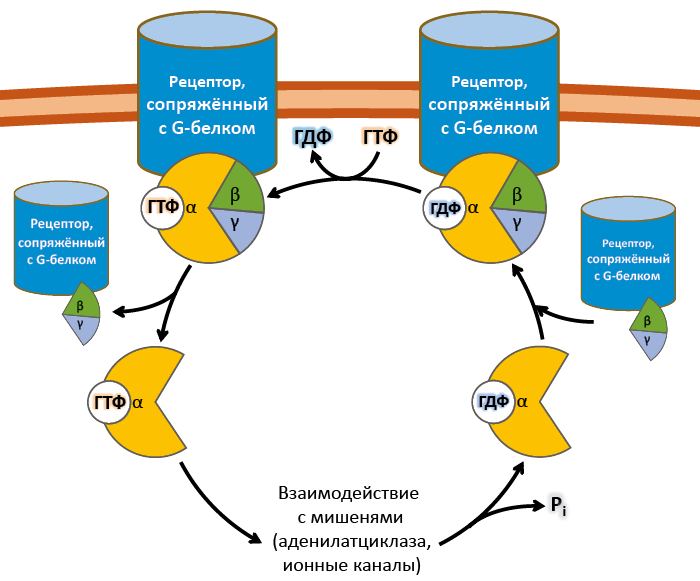 Рецептор,
сопряжённый
с G-белком
Рецептор,
сопряжённый
с G-белком
ГДФ
ГТФ
ГТФ
α
β
γ
ГДФ
α
β
γ
Рецептор,
сопряжённый
с G-белком
β
γ
Рецептор,
сопряжённый
с G-белком
β
γ
ГТФ
α
ГДФ
α
Взаимодействие
с мишенями
(аденилатциклаза,
ионные каналы)
Pi